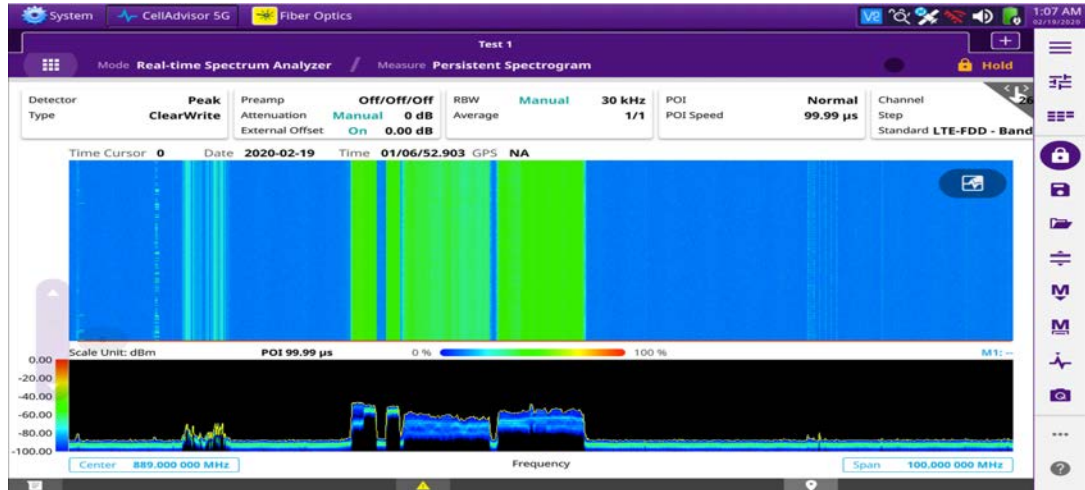 System CellAdvisor 5G Fiber Optics V2 1:07 AM
02/19/2020
Test 1 +
Mode Real-time Spectrum Analyzer / Measure Persistent Spectrogram Hold
Detector Peak Preamp Off/Off/Off RBW Manual 30 kHz POI Normal Channel 26
Type ClearWrite Attenuation Manual 0 dB Average 1/1 POI Speed 99.99 µs Step
External Offset On 0.00 dB Standard LTE-FDD - Band
Time Cursor 0 Date 2020-02-19 Time 01/06/52.903 GPS NA
Scale Unit: dBm POI 99.99 µs 0 % 100 % M1: --
0.00
-20.00
-40.00
-60.00
-80.00
-100.00
Center 889.000 000 MHz Frequency Span 100.000 000 MHz